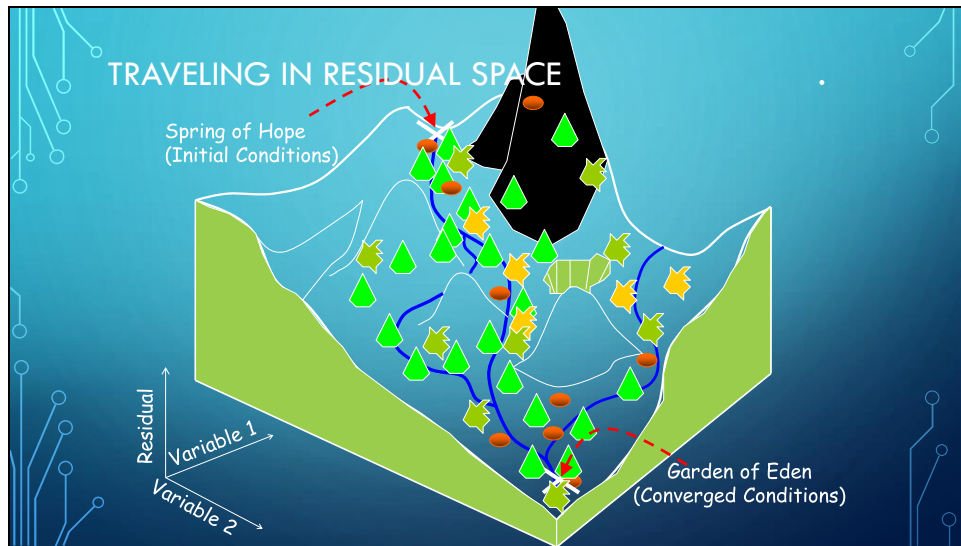 TRAVELING IN RESIDUAL SPACE
Spring of Hope
(Initial Conditions)
Residual
Variable 1
Variable 2
Garden of Eden
(Converged Conditions)